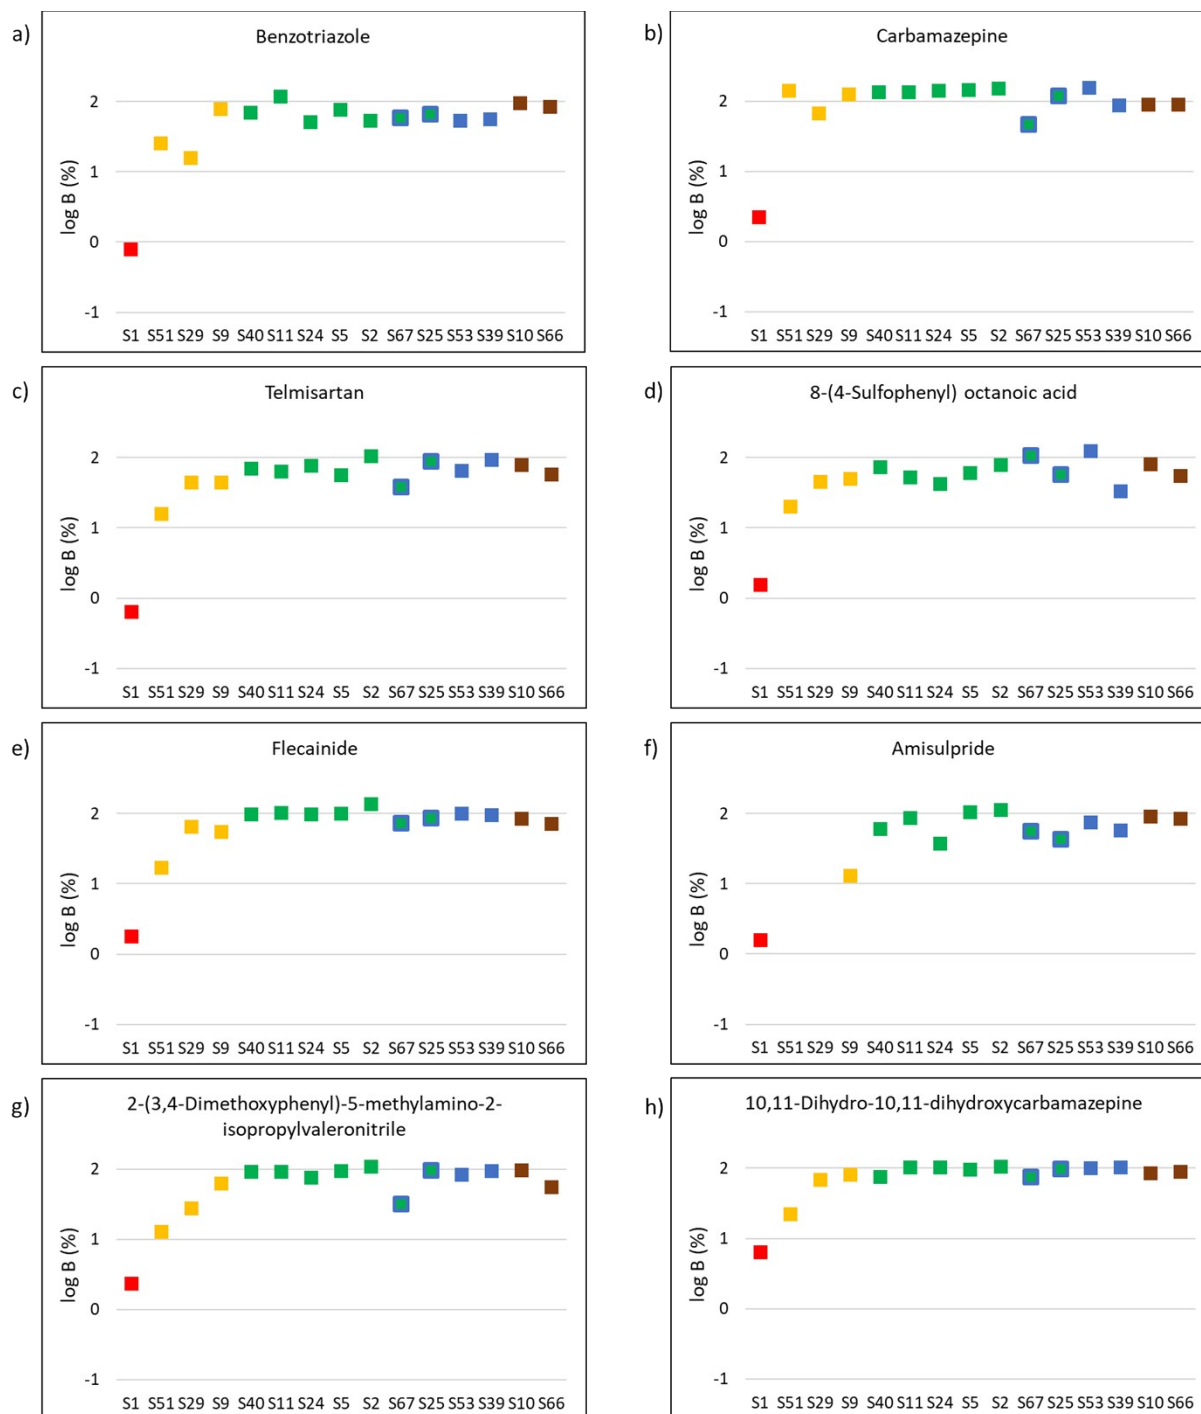 a)
Benzotriazole
log B (%)
2
1
0
-1
S1 S51 S29 S9 S40 S11 S24 S5 S2 S67 S25 S53 S39 S10 S66
b)
Carbamazepine
log B (%)
2
1
0
-1
S1 S51 S29 S9 S40 S11 S24 S5 S2 S67 S25 S53 S39 S10 S66
c)
Telmisartan
log B (%)
2
1
0
-1
S1 S51 S29 S9 S40 S11 S24 S5 S2 S67 S25 S53 S39 S10 S66
d)
8-(4-Sulfophenyl) octanoic acid
log B (%)
2
1
0
-1
S1 S51 S29 S9 S40 S11 S24 S5 S2 S67 S25 S53 S39 S10 S66
e)
Flecainide
log B (%)
2
1
0
-1
S1 S51 S29 S9 S40 S11 S24 S5 S2 S67 S25 S53 S39 S10 S66
f)
Amisulpride
log B (%)
2
1
0
-1
S1 S51 S29 S9 S40 S11 S24 S5 S2 S67 S25 S53 S39 S10 S66
g)
2-(3,4-Dimethoxyphenyl)-5-methylamino-2-
isopropylvaleronitrile
log B (%)
2
1
0
-1
S1 S51 S29 S9 S40 S11 S24 S5 S2 S67 S25 S53 S39 S10 S66
h)
10,11-Dihydro-10,11-dihydroxycarbamazepine
log B (%)
2
1
0
-1
S1 S51 S29 S9 S40 S11 S24 S5 S2 S67 S25 S53 S39 S10 S66